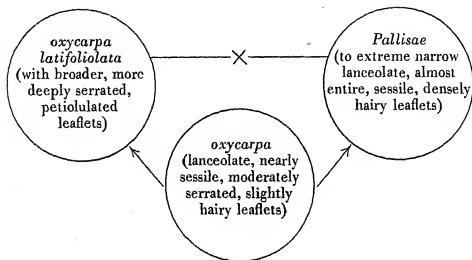 oxycarpa
latifoliolata
(with broader, more
deeply serrated,
petiolulated
leaflets)
×
Pallisae
(to extreme narrow
lanceolate, almost
entire, sessile, densely
hairy leaflets)
oxycarpa
(lanceolate, nearly
sessile, moderately
serrated, slightly
hairy leaflets)